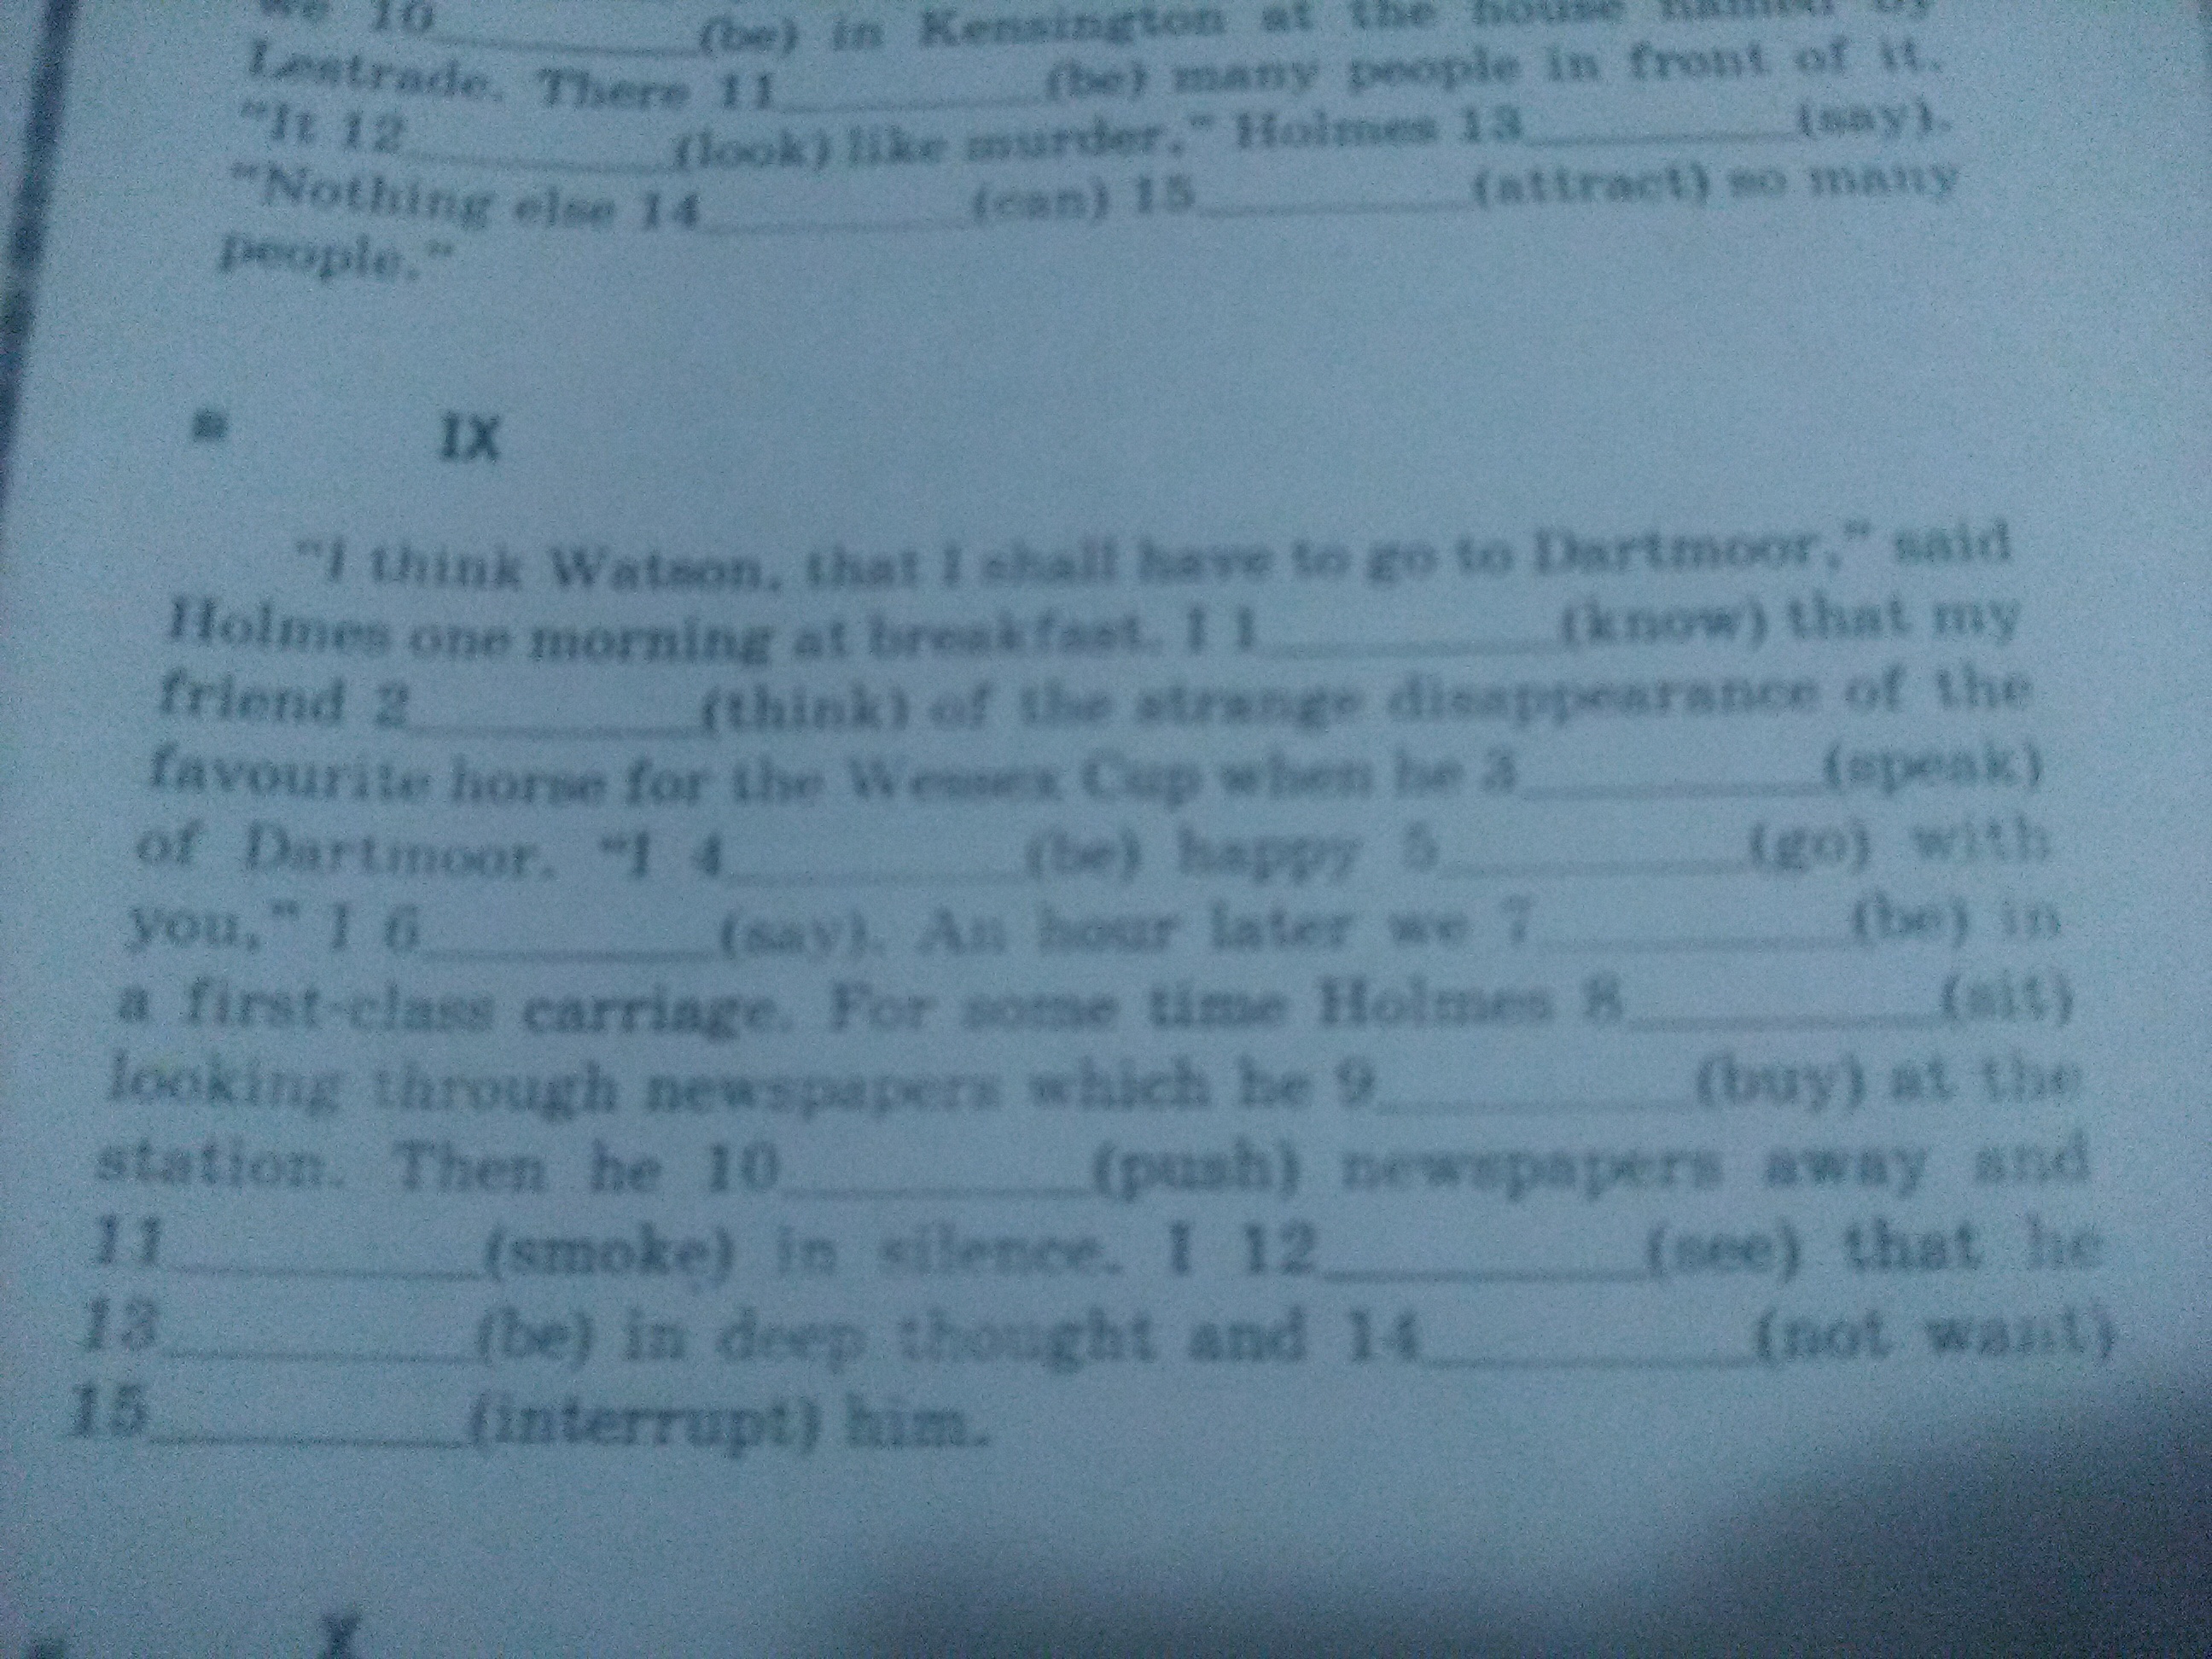 we 10________(be) in Kensington at the house named by
Lestrade. There 11________(be) many people in front of it.
"It 12________(look) like murder," Holmes 13________(say).
"Nothing else 14________(can) 15________(attract) so many
people."
IX
"I think Watson, that I shall have to go to Dartmoor," said
Holmes one morning at breakfast. I 1________(know) that my
friend 2________(think) of the strange disappearance of the
favourite horse for the Wessex Cup when he 3________(speak)
of Dartmoor. "I 4________(be) happy 5________(go) with
you," I 6________(say). An hour later we 7________(be) in
a first-class carriage. For some time Holmes 8________(sit)
looking through newspapers which he 9________(buy) at the
station. Then he 10________(push) newspapers away and
11________(smoke) in silence. I 12________(see) that he
13________(be) in deep thought and 14________(not want)
15________(interrupt) him.
X